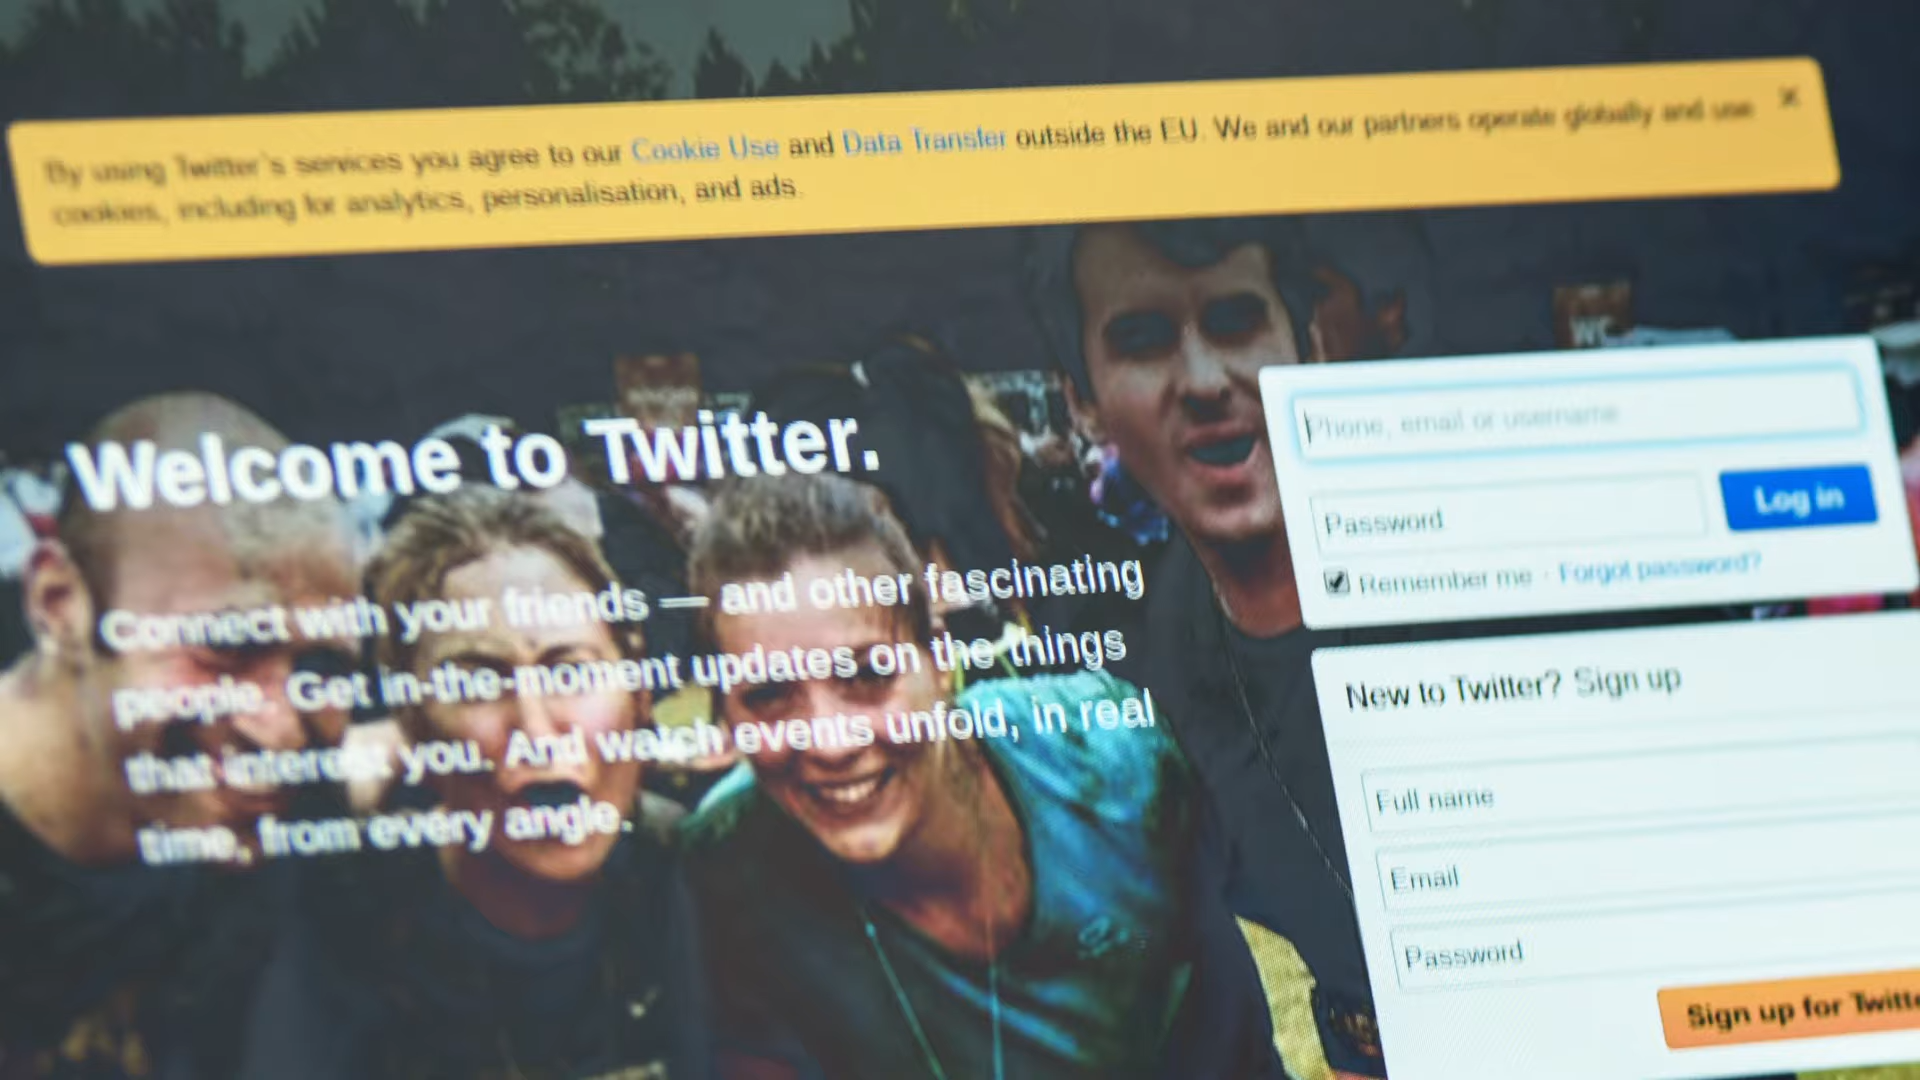 By using Twitter's services you agree to our Cookie Use and Data Transfer outside the EU. We and our partners operate globally and use
cookies, including for analytics, personalisation, and ads.
WC
Welcome to Twitter.
Connect with your friends — and other fascinating
people. Get in-the-moment updates on the things
that interest you. And watch events unfold, in real
time, from every angle.
Phone, email or username
Password
Log in
Remember me · Forgot password?
New to Twitter? Sign up
Full name
Email
Password
Sign up for Twitte